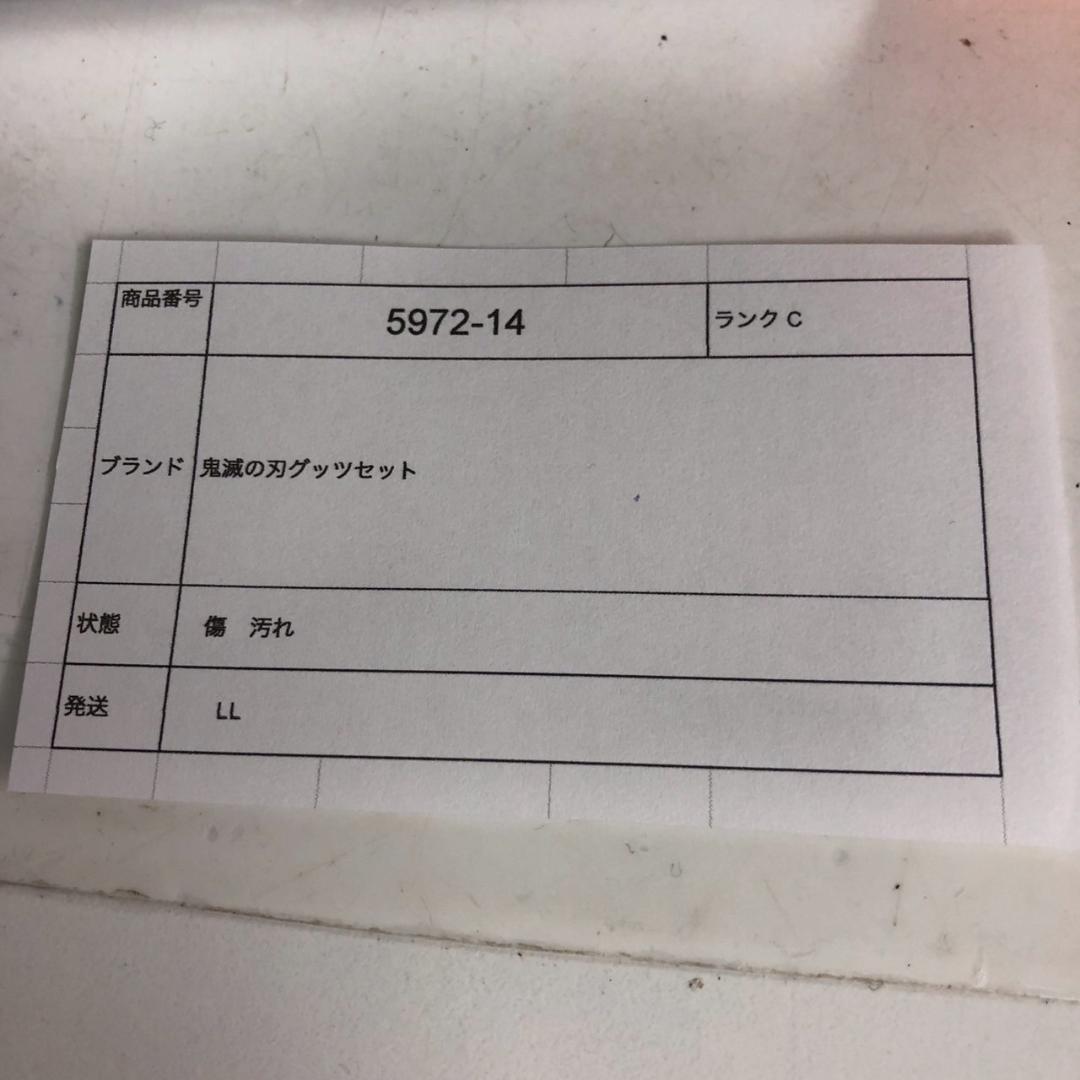 商品番号 5972-14 ランク C
ブランド 鬼滅の刃グッツセット
状態 傷 汚れ
発送 LL